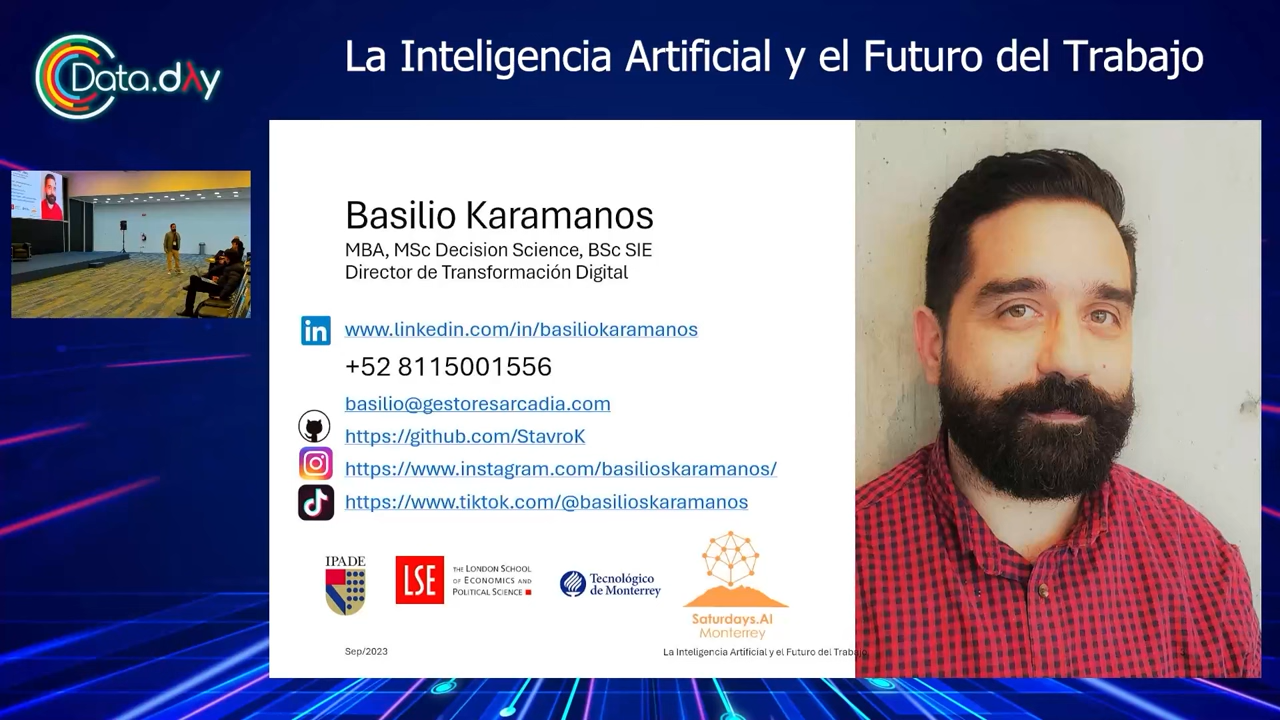 Data.dλy
La Inteligencia Artificial y el Futuro del Trabajo
Basilio Karamanos
MBA, MSc Decision Science, BSc SIE
Director de Transformación Digital
in www.linkedin.com/in/basiliokaramanos
+52 8115001556
basilio@gestoresarcadia.com
https://github.com/StavroK
https://www.instagram.com/basilioskaramanos/
https://www.tiktok.com/@basilioskaramanos
IPADE
LSE
THE LONDON SCHOOL
OF ECONOMICS AND
POLITICAL SCIENCE
Tecnológico
de Monterrey
Saturdays.AI
Monterrey
Sep/2023
La Inteligencia Artificial y el Futuro del Trabajo